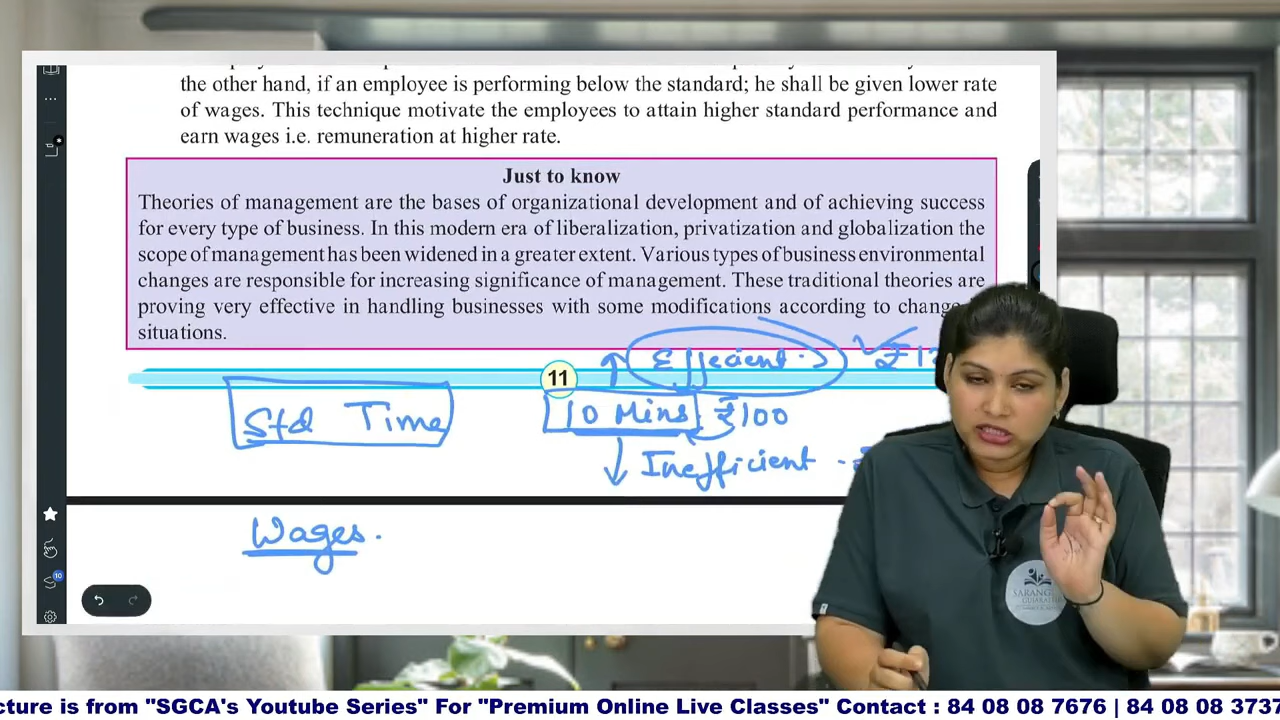 the other hand, if an employee is performing below the standard; he shall be given lower rate
of wages. This technique motivate the employees to attain higher standard performance and
earn wages i.e. remuneration at higher rate.
Just to know
Theories of management are the bases of organizational development and of achieving success
for every type of business. In this modern era of liberalization, privatization and globalization the
scope of management has been widened in a greater extent. Various types of business environmental
changes are responsible for increasing significance of management. These traditional theories are
proving very effective in handling businesses with some modifications according to change
situations.
Efficient → ₹ 12
11
Std Time 10 Mins ₹100
Inefficient -
Wages.
10
SARANG
GUJARATI
cture is from "SGCA's Youtube Series" For "Premium Online Live Classes" Contact : 84 08 08 7676 | 84 08 08 3737